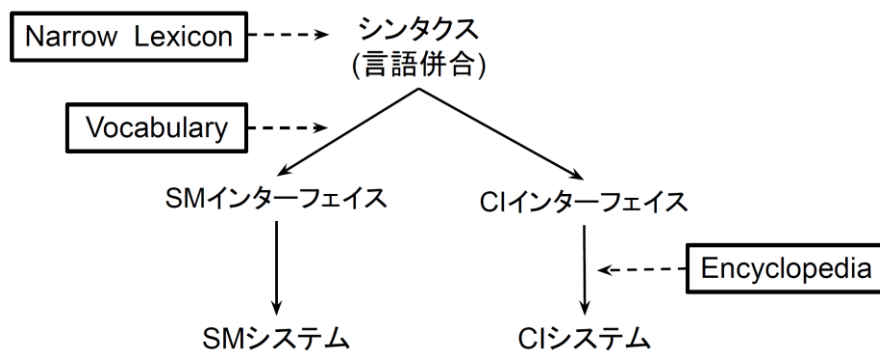 Narrow Lexicon
シンタクス
(言語併合)
Vocabulary
SMインターフェイス
CIインターフェイス
Encyclopedia
SMシステム
CIシステム